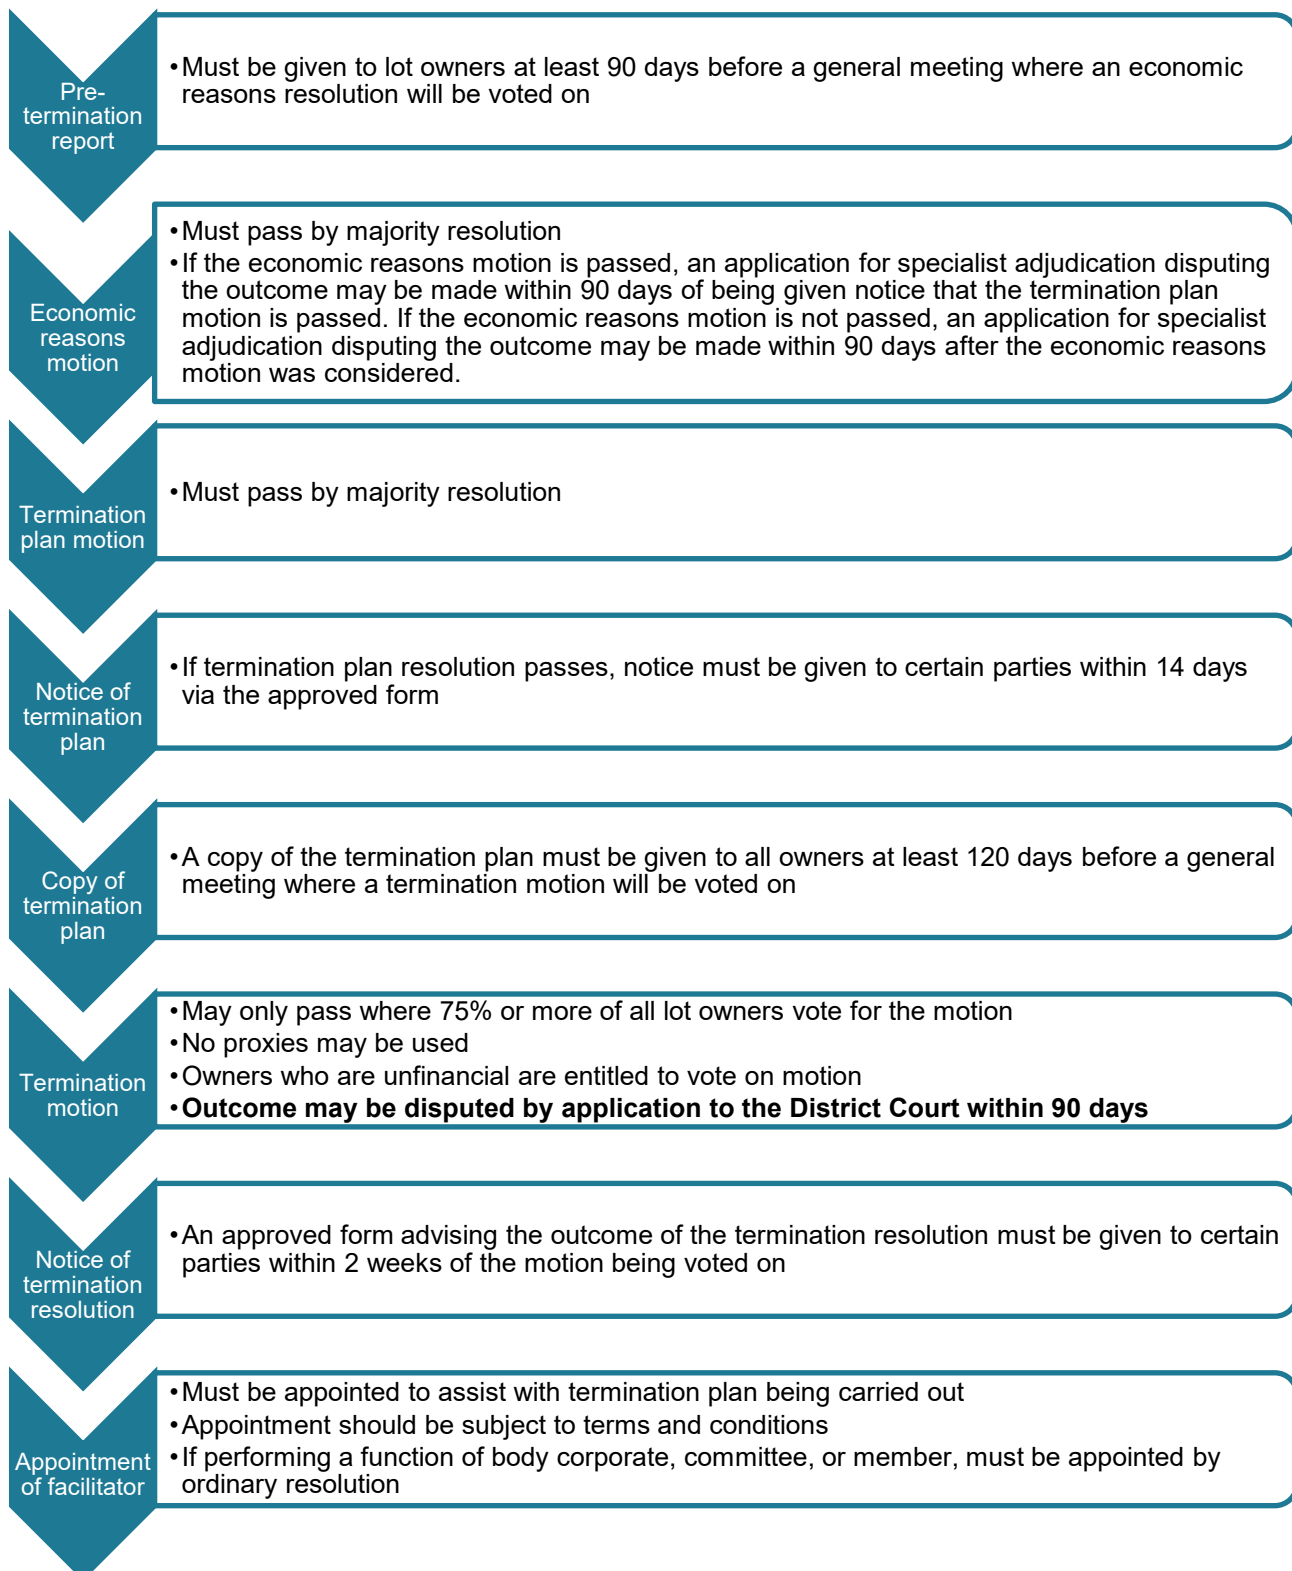 Pre-
termination
report
•Must be given to lot owners at least 90 days before a general meeting where an economic
reasons resolution will be voted on
Economic
reasons
motion
•Must pass by majority resolution
•If the economic reasons motion is passed, an application for specialist adjudication disputing
the outcome may be made within 90 days of being given notice that the termination plan
motion is passed. If the economic reasons motion is not passed, an application for specialist
adjudication disputing the outcome may be made within 90 days after the economic reasons
motion was considered.
Termination
plan motion
•Must pass by majority resolution
Notice of
termination
plan
•If termination plan resolution passes, notice must be given to certain parties within 14 days
via the approved form
Copy of
termination
plan
•A copy of the termination plan must be given to all owners at least 120 days before a general
meeting where a termination motion will be voted on
Termination
motion
•May only pass where 75% or more of all lot owners vote for the motion
•No proxies may be used
•Owners who are unfinancial are entitled to vote on motion
•Outcome may be disputed by application to the District Court within 90 days
Notice of
termination
resolution
•An approved form advising the outcome of the termination resolution must be given to certain
parties within 2 weeks of the motion being voted on
Appointment
of facilitator
•Must be appointed to assist with termination plan being carried out
•Appointment should be subject to terms and conditions
•If performing a function of body corporate, committee, or member, must be appointed by
ordinary resolution